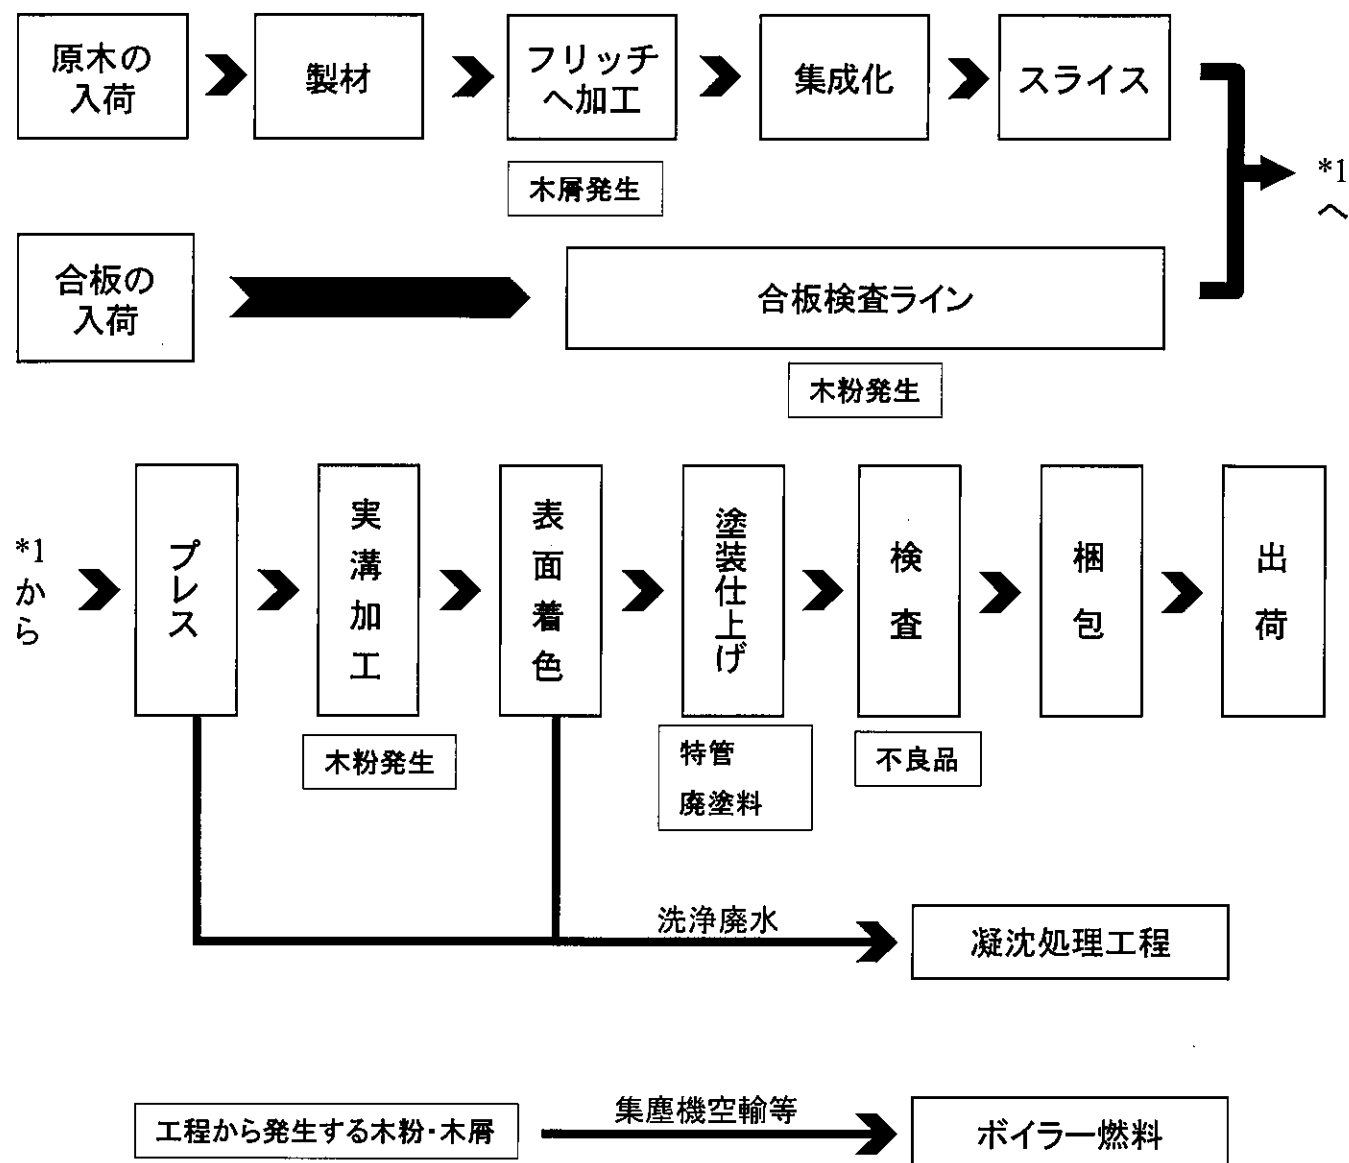 原木の
入荷
製材
フリッチ
へ加工
集成化
スライス
木屑発生
*1
へ
合板の
入荷
合板検査ライン
木粉発生
*1
か
ら
プレス
実溝加工
表面着色
塗装仕上げ
検査
梱包
出荷
木粉発生
特管
廃塗料
不良品
洗浄廃水
凝沈処理工程
工程から発生する木粉・木屑
集塵機空輸等
ボイラー燃料